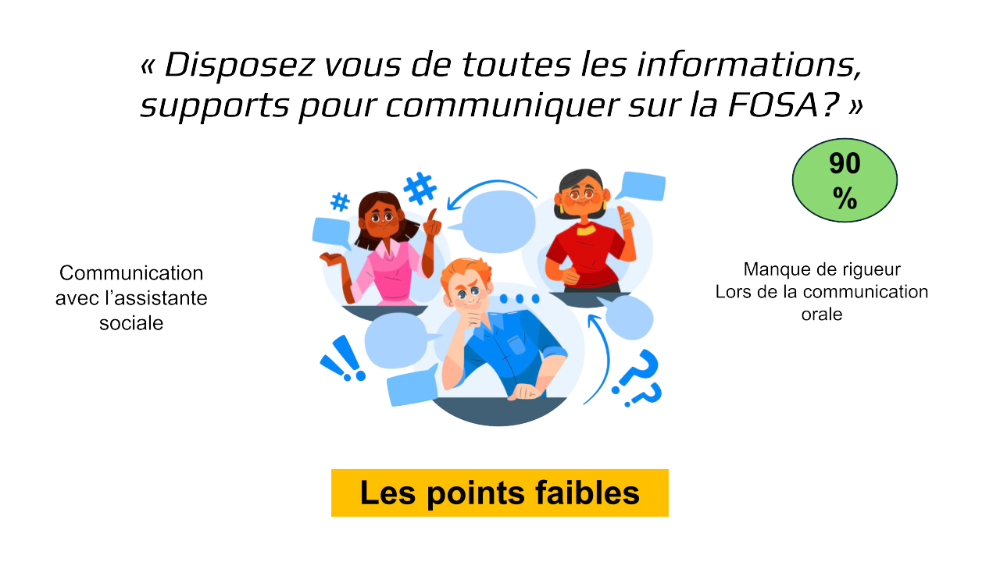 « Disposez vous de toutes les informations,
supports pour communiquer sur la FOSA? »
90
%
Communication
avec l’assistante
sociale
Manque de rigueur
Lors de la communication
orale
Les points faibles